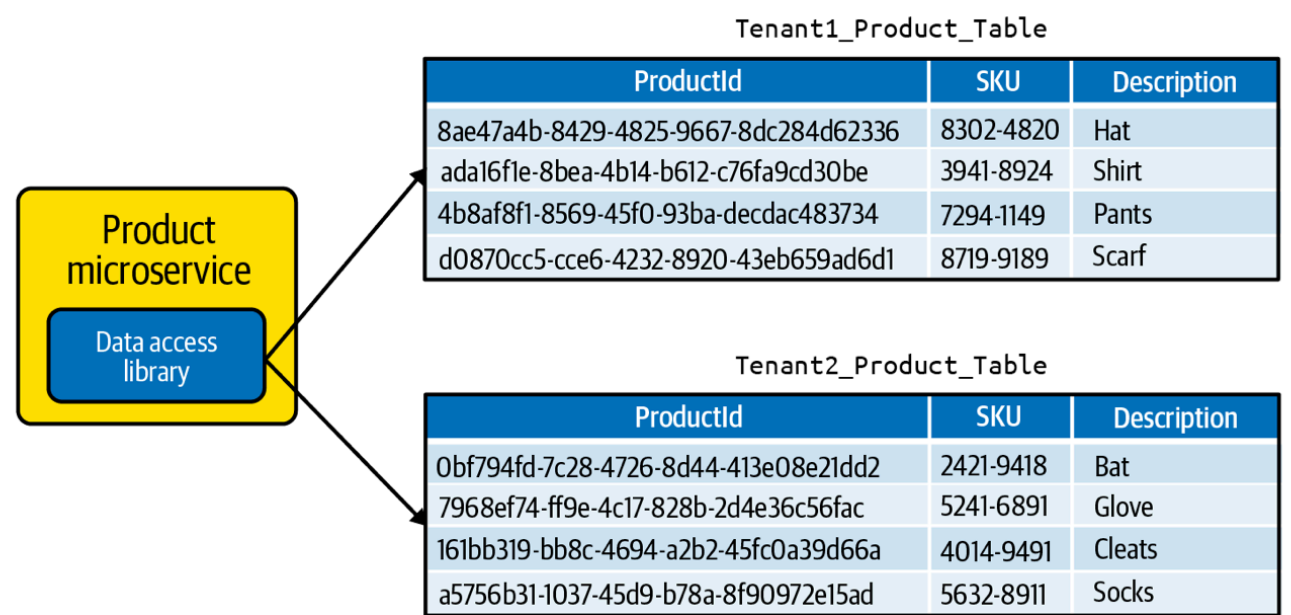 Tenant1_Product_Table
ProductId SKU Description
8ae47a4b-8429-4825-9667-8dc284d62336 8302-4820 Hat
ada16f1e-8bea-4b14-b612-c76fa9cd30be 3941-8924 Shirt
4b8af8f1-8569-45f0-93ba-decdac483734 7294-1149 Pants
d0870cc5-cce6-4232-8920-43eb659ad6d1 8719-9189 Scarf
Product
microservice
Data access
library
Tenant2_Product_Table
ProductId SKU Description
0bf794fd-7c28-4726-8d44-413e08e21dd2 2421-9418 Bat
7968ef74-ff9e-4c17-828b-2d4e36c56fac 5241-6891 Glove
161bb319-bb8c-4694-a2b2-45fc0a39d66a 4014-9491 Cleats
a5756b31-1037-45d9-b78a-8f90972e15ad 5632-8911 Socks